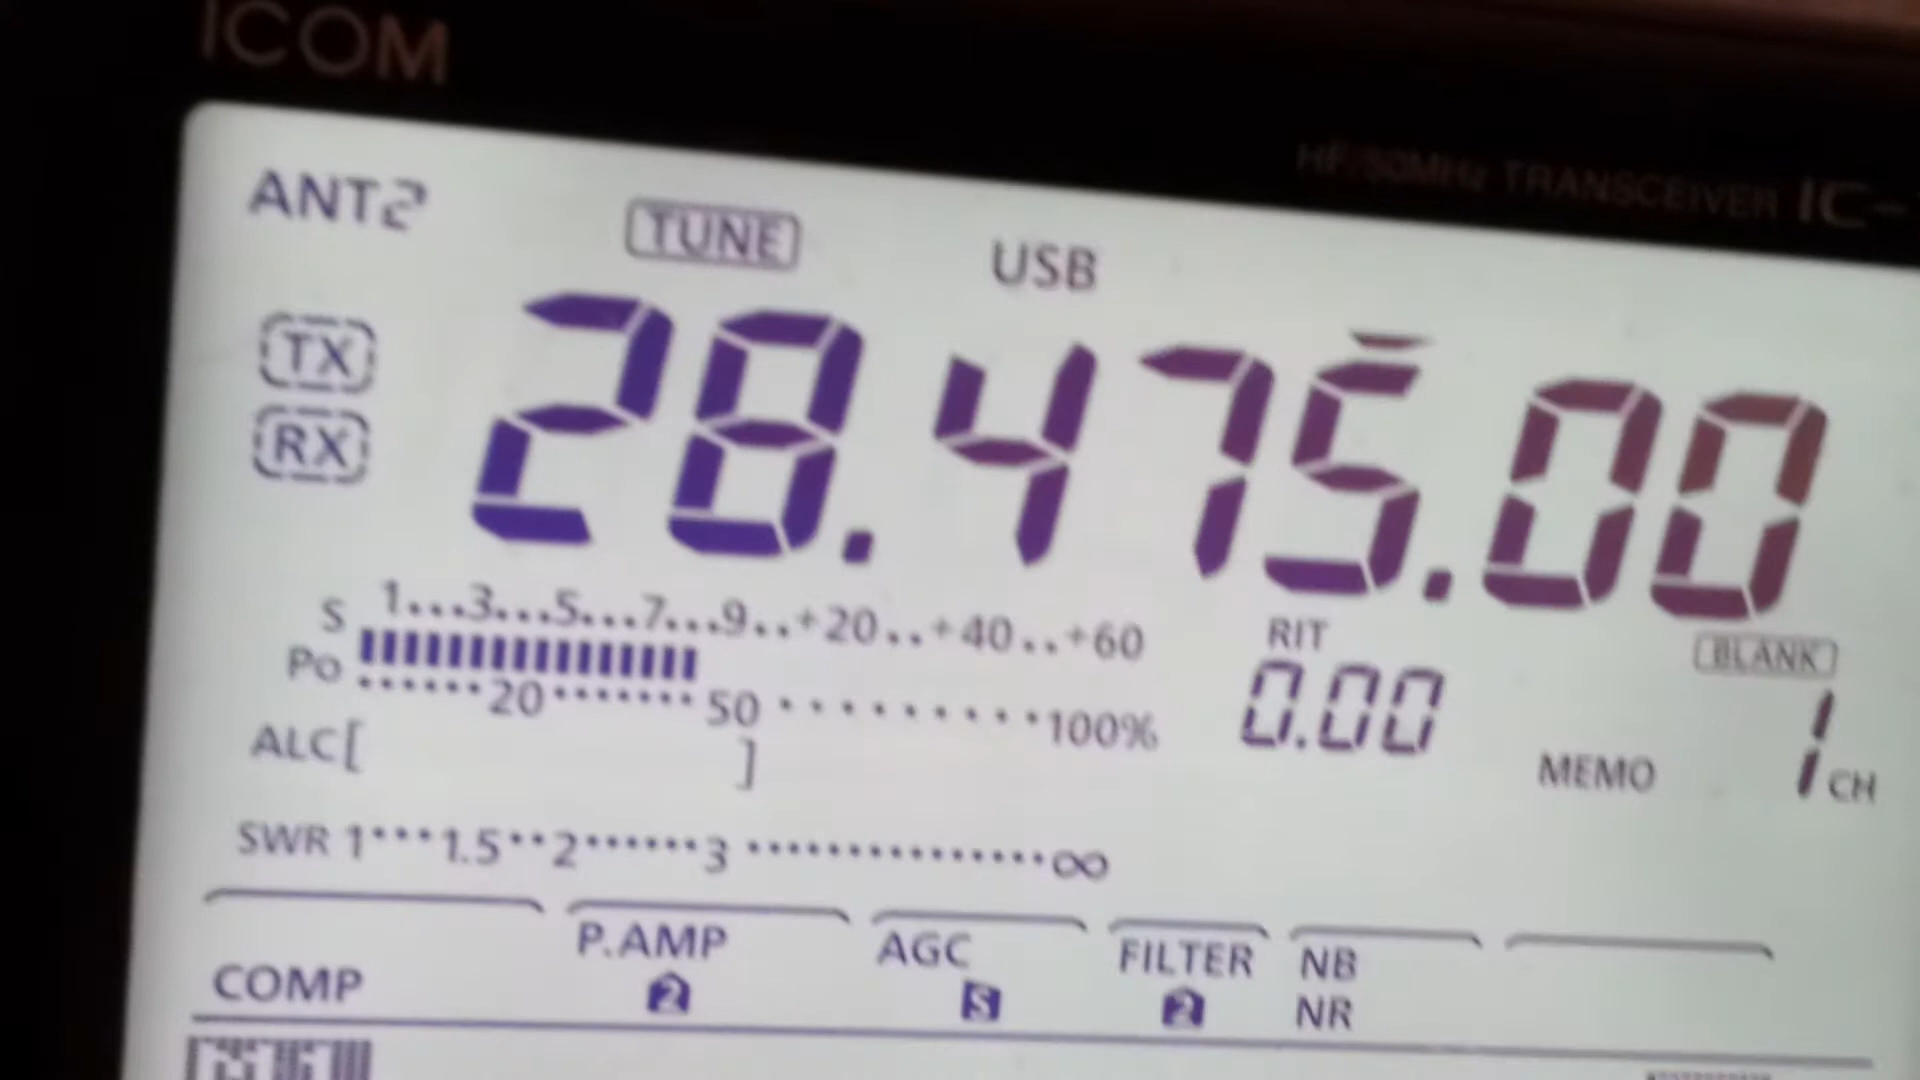 ICOM
HF/50MHz TRANSCEIVER IC-
ANT2 TUNE USB
TX
RX
28.475.00
S 1...3...5...7...9..+20..+40..+60
Po ······20·······50·········100%
RIT
0.00
BLANK
MEMO 1 CH
ALC[ ]
SWR 1···1.5··2······3···············∞
COMP P.AMP 2 AGC S FILTER 2 NB
NR